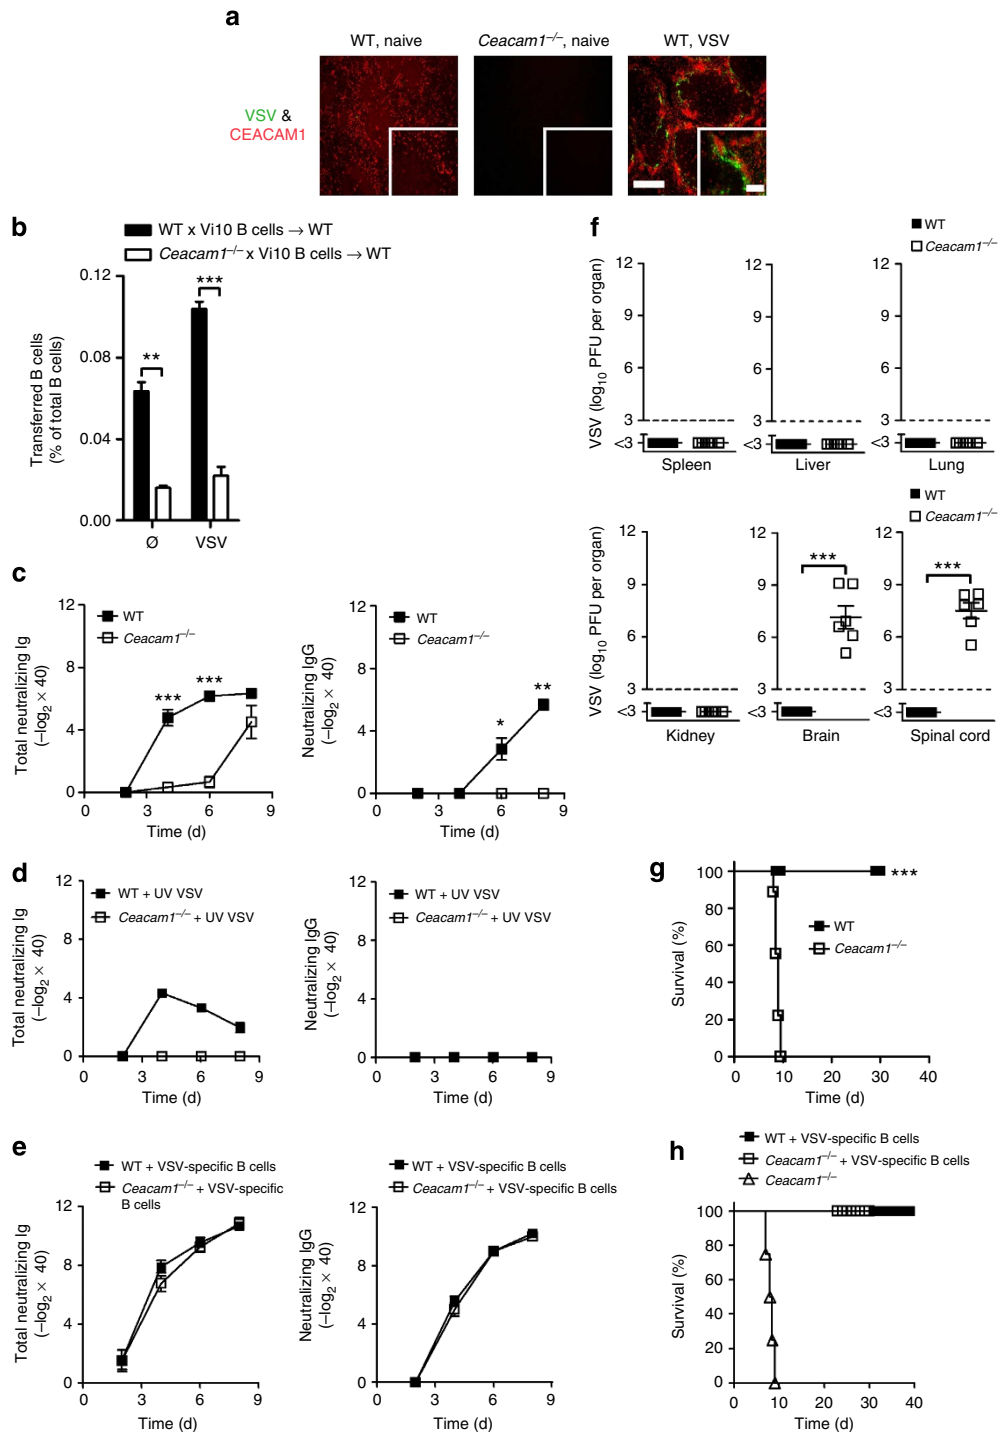 a
WT, naive
Ceacam1–/–, naive
WT, VSV
VSV &
CEACAM1
b
WT x Vi10 B cells → WT
Ceacam1–/– x Vi10 B cells → WT
Transferred B cells
(% of total B cells)
0.12
0.08
0.04
0.00
**
***
Ø
VSV
c
Total neutralizing Ig
(–log2 × 40)
12
8
4
0
WT
Ceacam1–/–
***
***
0
3
6
9
Time (d)
Neutralizing IgG
(–log2 × 40)
12
8
4
0
WT
Ceacam1–/–
*
**
0
3
6
9
Time (d)
d
Total neutralizing Ig
(–log2 × 40)
12
8
4
0
WT + UV VSV
Ceacam1–/– + UV VSV
0
3
6
9
Time (d)
Neutralizing IgG
(–log2 × 40)
12
8
4
0
WT + UV VSV
Ceacam1–/– + UV VSV
0
3
6
9
Time (d)
e
WT + VSV-specific B cells
Ceacam1–/– + VSV-specific
B cells
Total neutralizing Ig
(–log2 × 40)
12
8
4
0
0
3
6
9
Time (d)
WT + VSV-specific B cells
Ceacam1–/– + VSV-specific B cells
Neutralizing IgG
(–log2 × 40)
12
8
4
0
0
3
6
9
Time (d)
f
WT
Ceacam1–/–
VSV (log10 PFU per organ)
12
9
6
3
<3
Spleen
12
9
6
3
<3
Liver
12
9
6
3
<3
Lung
WT
Ceacam1–/–
VSV (log10 PFU per organ)
12
9
6
3
<3
Kidney
12
9
6
3
<3
***
Brain
12
9
6
3
<3
***
Spinal cord
g
Survival (%)
100
80
60
40
20
0
***
WT
Ceacam1–/–
0
10
20
30
40
Time (d)
h
WT + VSV-specific B cells
Ceacam1–/– + VSV-specific B cells
Ceacam1–/–
Survival (%)
100
80
60
40
20
0
0
10
20
30
40
Time (d)